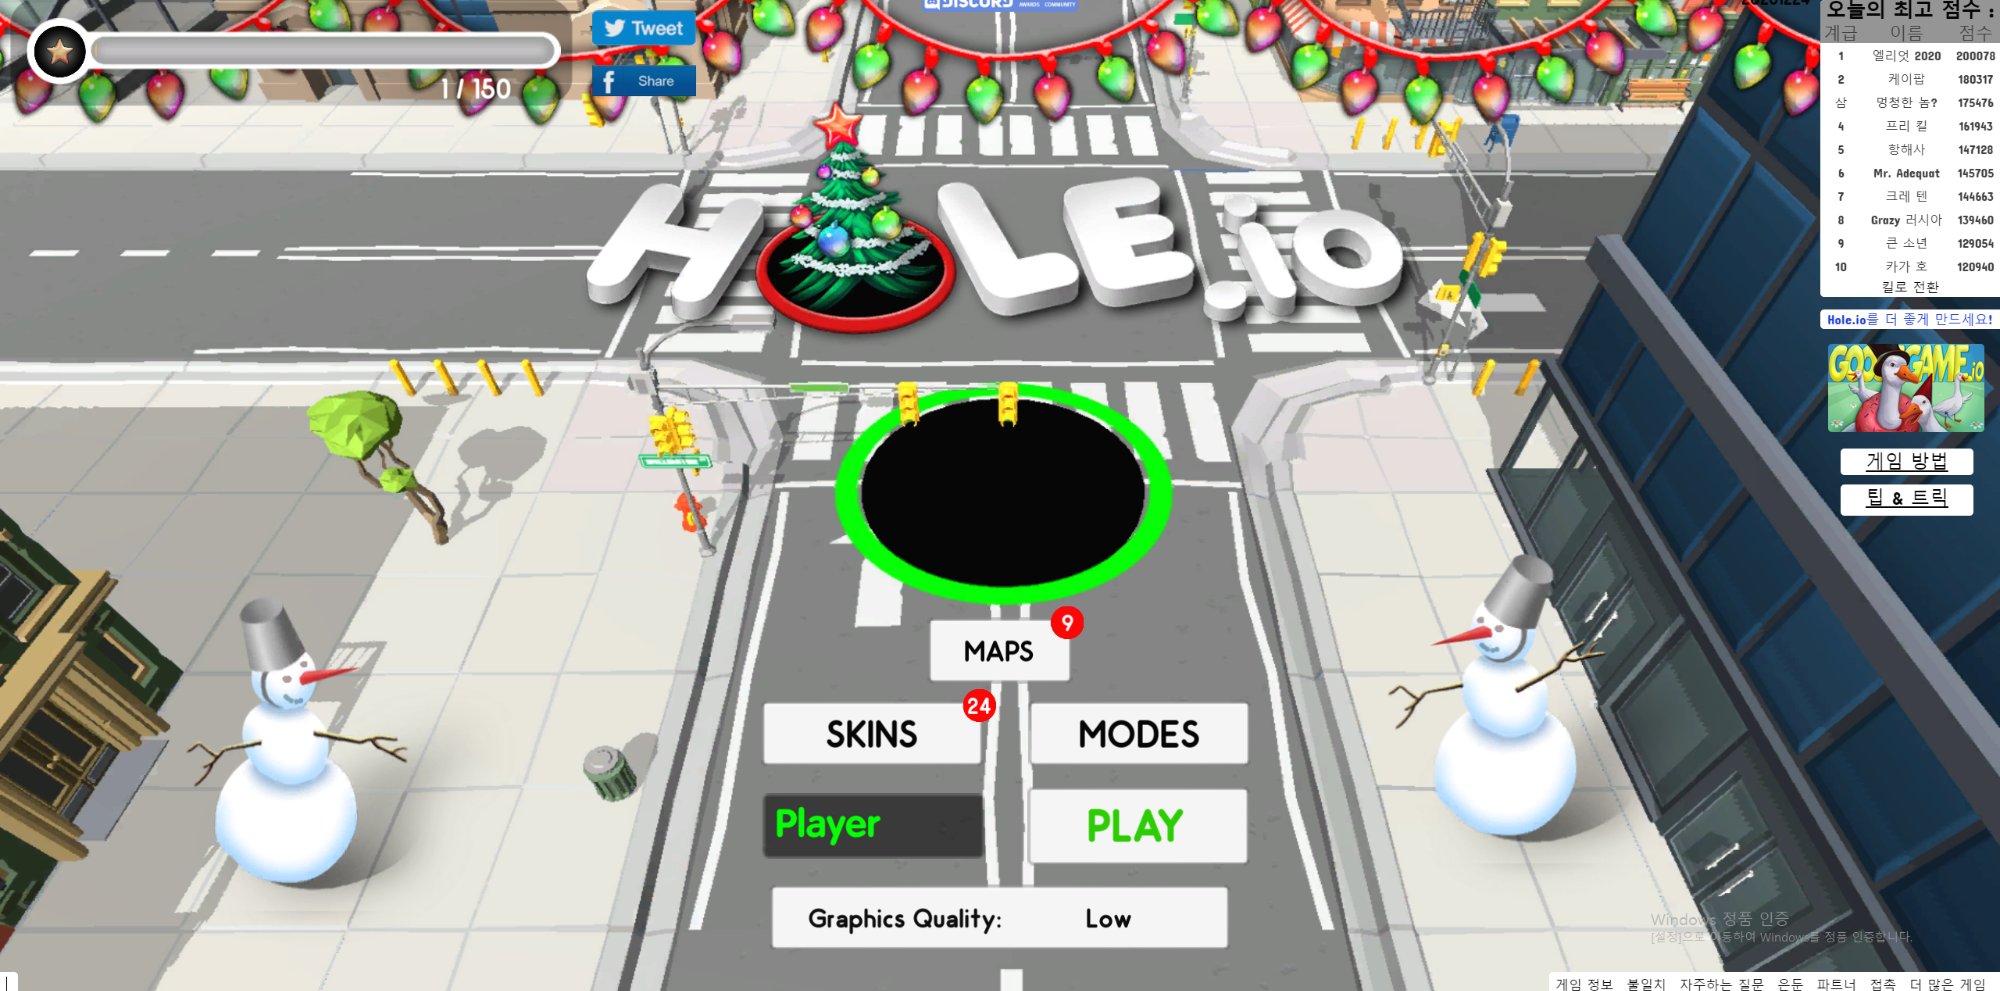 DISCORD
Tweet
Share
1 / 150
HOLE.io
오늘의 최고 점수 :
계급 이름 점수
1 엘리엇 2020 200078
2 케이팝 180317
삼 멍청한 놈? 175476
4 프리 킬 161943
5 항해사 147128
6 Mr. Adequat 145705
7 크레 텐 144663
8 Grazy 러시아 139460
9 큰 소년 129054
10 카가 호 120940
킬로 전환
Hole.io를 더 좋게 만드세요!
GOOSEGAME.io
게임 방법
팁 & 트릭
9
MAPS
24
SKINS
MODES
Player
PLAY
Graphics Quality: Low
Windows 정품 인증
[설정]으로 이동하여 Windows를 정품 인증합니다.
게임 정보 불일치 자주하는 질문 은둔 파트너 접촉 더 많은 게임